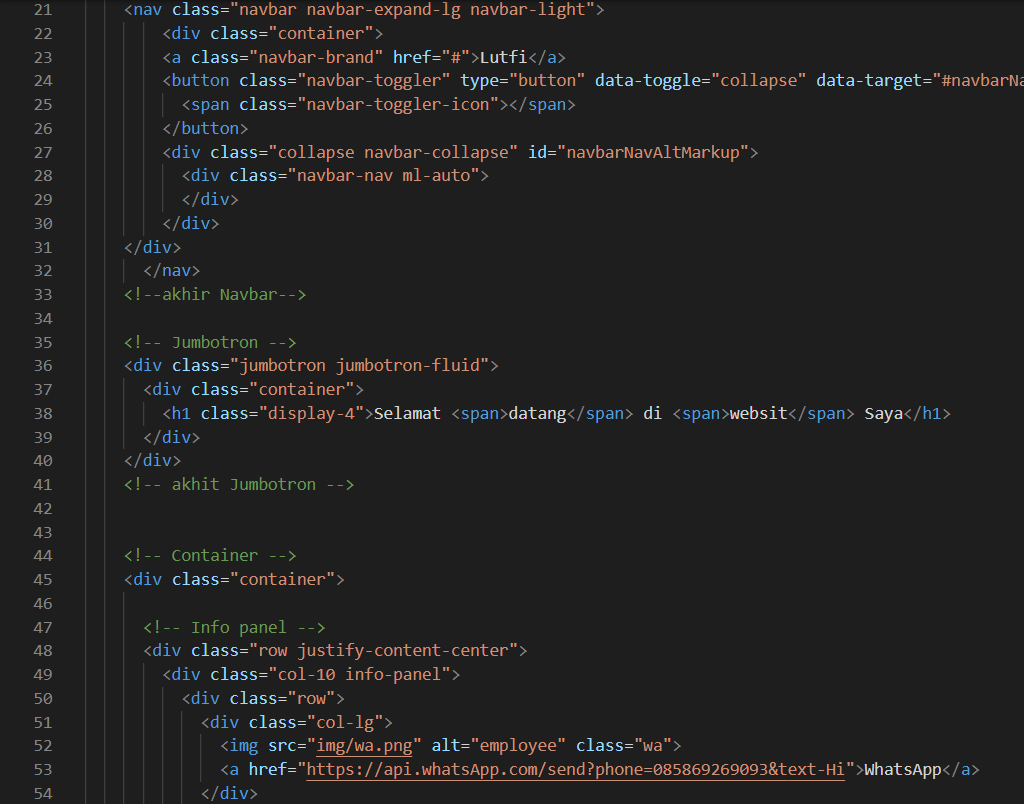 21 <nav class="navbar navbar-expand-lg navbar-light">
22 <div class="container">
23 <a class="navbar-brand" href="#">Lutfi</a>
24 <button class="navbar-toggler" type="button" data-toggle="collapse" data-target="#navbarNa
25 <span class="navbar-toggler-icon"></span>
26 </button>
27 <div class="collapse navbar-collapse" id="navbarNavAltMarkup">
28 <div class="navbar-nav ml-auto">
29 </div>
30 </div>
31 </div>
32 </nav>
33 <!--akhir Navbar-->
34
35 <!-- Jumbotron -->
36 <div class="jumbotron jumbotron-fluid">
37 <div class="container">
38 <h1 class="display-4">Selamat <span>datang</span> di <span>websit</span> Saya</h1>
39 </div>
40 </div>
41 <!-- akhit Jumbotron -->
42
43
44 <!-- Container -->
45 <div class="container">
46
47 <!-- Info panel -->
48 <div class="row justify-content-center">
49 <div class="col-10 info-panel">
50 <div class="row">
51 <div class="col-lg">
52 <img src="img/wa.png" alt="employee" class="wa">
53 <a href="https://api.whatsApp.com/send?phone=085869269093&text-Hi">WhatsApp</a>
54 </div>